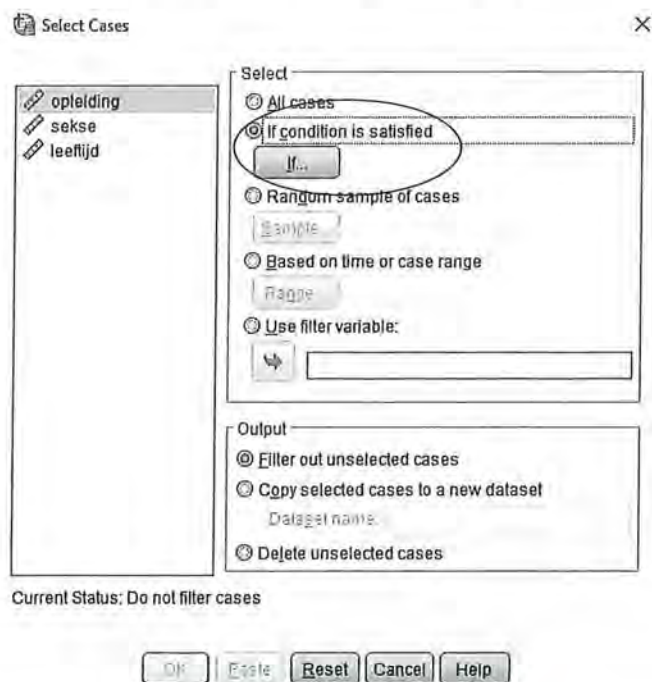 Select Cases
opleiding
sekse
leeftijd
Select
All cases
If condition is satisfied
If...
Random sample of cases
Sample...
Based on time or case range
Range...
Use filter variable:
Output
Filter out unselected cases
Copy selected cases to a new dataset
Dataset name:
Delete unselected cases
Current Status: Do not filter cases
OK
Paste
Reset
Cancel
Help